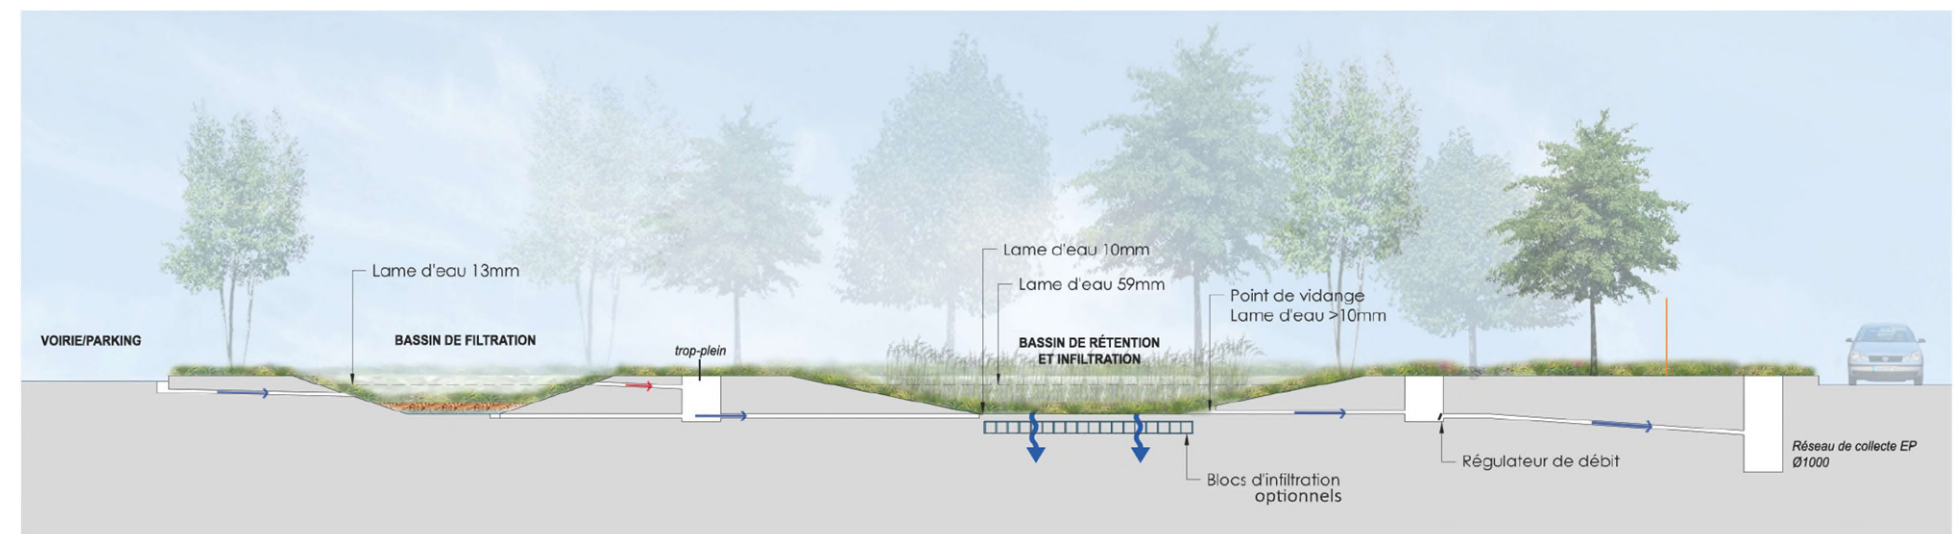 Lame d'eau 10mm
Lame d'eau 13mm
Lame d'eau 59mm
Point de vidange
Lame d'eau >10mm
VOIRIE/PARKING
BASSIN DE FILTRATION
trop-plein
BASSIN DE RÉTENTION
ET INFILTRATION
Réseau de collecte EP
Ø1000
Régulateur de débit
Blocs d'infiltration
optionnels